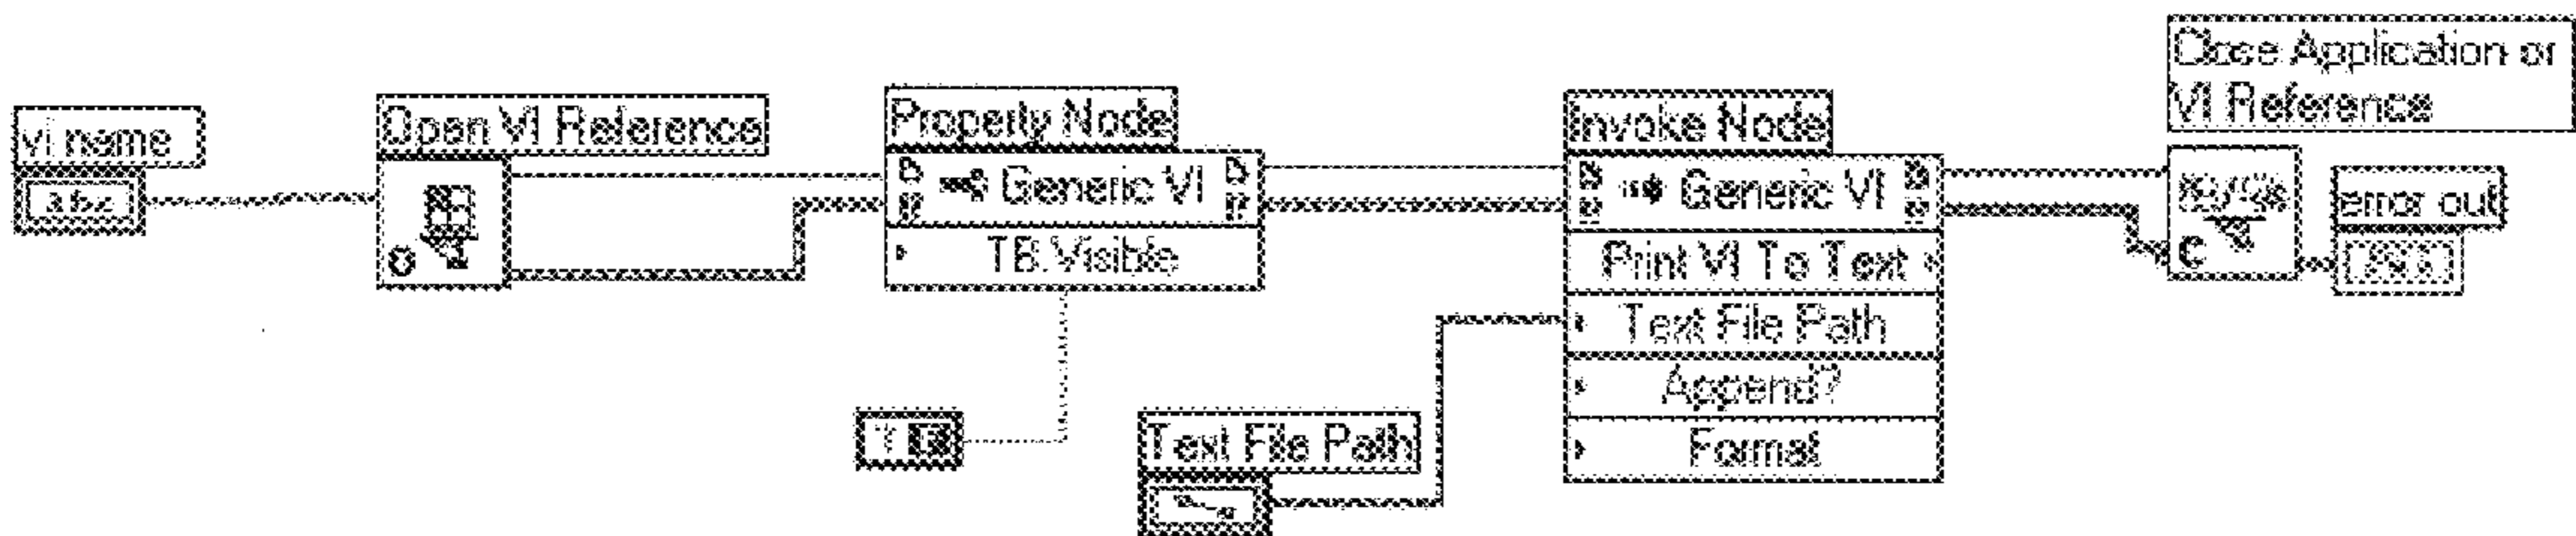 vi name
abc
Open VI Reference
Property Node
Generic VI
TB.Visible
T F
Text File Path
Invoke Node
Generic VI
Print VI To Text
Text File Path
Append?
Format
Close Application or
VI Reference
C
error out